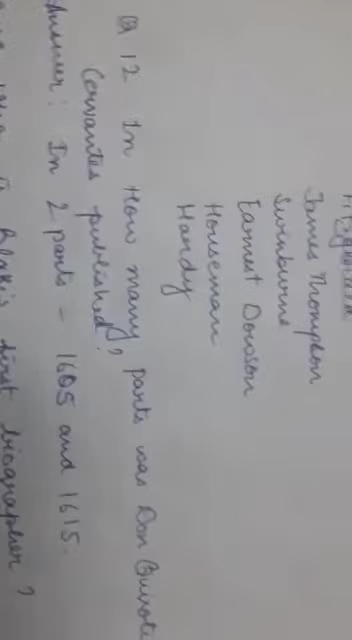 James Thompson
Swinburne
Earnest Dowson
Houseman
Hardy
Q 12 In How many parts was Don Quixote
Cervantes published?
Answer: In 2 parts - 1605 and 1615.
Blake's first biographer ?